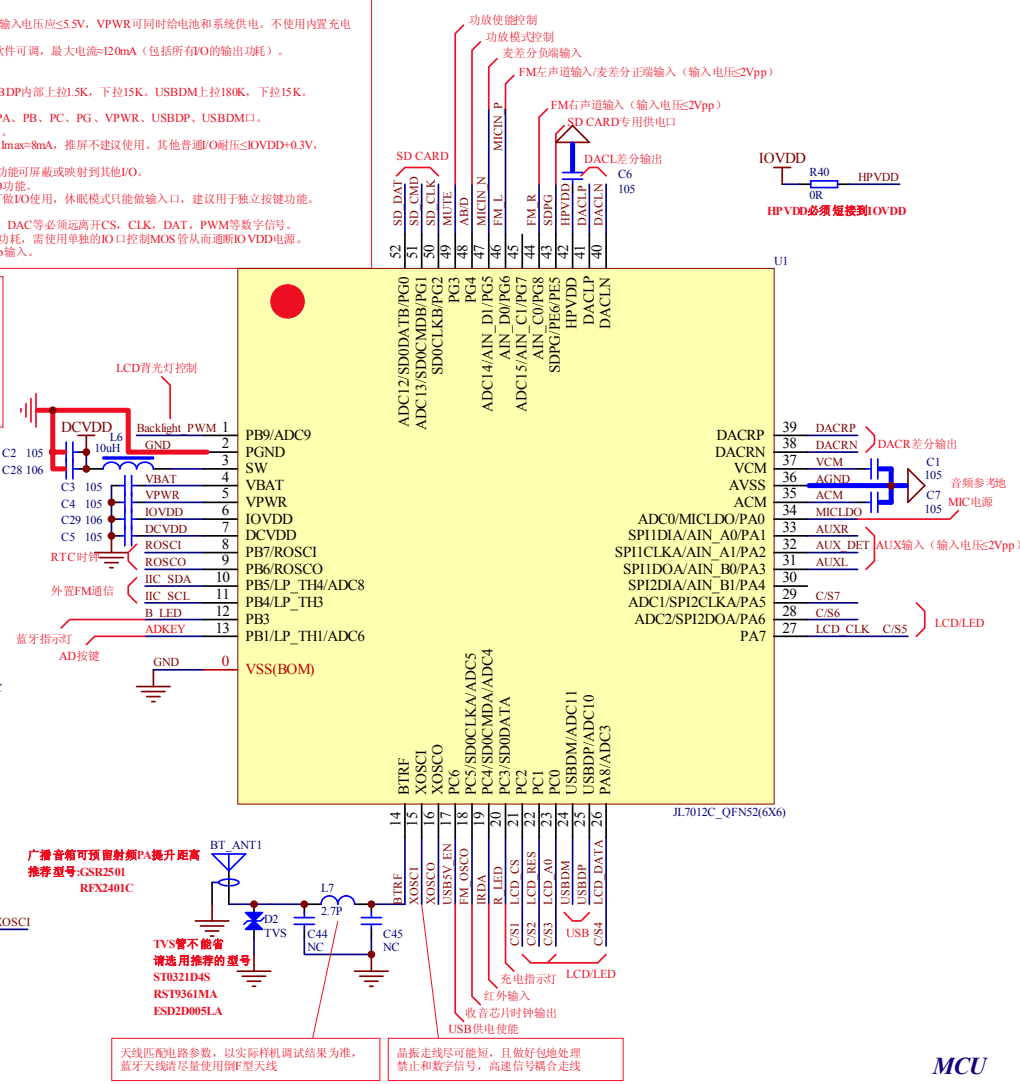 输入电压应≤5.5V，VPWR可同时给电池和系统供电。不使用内置充电
件可调，最大电流≈120mA（包括所有I/O的输出功耗）。
BDP内部上拉1.5K，下拉15K。USBDM上拉180K，下拉15K。
PA、PB、PC、PG、VPWR、USBDP、USBDM口。
Imax≈8mA，推屏不建议使用。其他普通I/O耐压≤IOVDD+0.3V，
功能可屏蔽或映射到其他I/O。
功能。
做I/O使用，休眠模式只能做输入口，建议用于独立按键功能。
DAC等必须远离开CS，CLK，DAT，PWM等数字信号。
功耗，需使用单独的IO口控制MOS管从而通断IOVDD电源。
输入。
功放使能控制
功放模式控制
麦差分负端输入
FM左声道输入/麦差分正端输入（输入电压≤2Vpp）
FM右声道输入（输入电压≤2Vpp）
SD CARD专用供电口
SD CARD
DACL差分输出
C6
105
IOVDD
R40
0R
HPVDD
HPVDD必须短接到IOVDD
SD_DAT
SD_CMD
SD_CLK
MUTE
AB/D
MICIN_N
FM_L
MICIN_P
FM_R
SDPG
HPVDD
DACLP
DACLN
52
51
50
49
48
47
46
45
44
43
42
41
40
U1
ADC12/SD0DATB/PG0
ADC13/SD0CMDB/PG1
SD0CLKB/PG2
PG3
PG4
ADC14/AIN_D1/PG5
AIN_D0/PG6
ADC15/AIN_C1/PG7
AIN_C0/PG8
SDPG/PE6/PE5
HPVDD
DACLP
DACLN
LCD背光灯控制
DCVDD
L6
10uH
C2 105
C28 106
C3 105
C4 105
C29 106
C5 105
RTC时钟
外置FM通信
蓝牙指示灯
AD按键
Backlight_PWM 1 PB9/ADC9
GND 2 PGND
3 SW
VBAT 4 VBAT
VPWR 5 VPWR
IOVDD 6 IOVDD
DCVDD 7 DCVDD
ROSCI 8 PB7/ROSCI
ROSCO 9 PB6/ROSCO
IIC_SDA 10 PB5/LP_TH4/ADC8
IIC_SCL 11 PB4/LP_TH3
B_LED 12 PB3
ADKEY 13 PB1/LP_TH1/ADC6
GND 0 VSS(BOM)
DACRP 39 DACRP
DACRN 38 DACRN
VCM 37 VCM
AVSS 36 AGND
ACM 35 ACM
ADC0/MICLDO/PA0 34 MICLDO
SPI1DIA/AIN_A0/PA1 33 AUXR
SPI1CLKA/AIN_A1/PA2 32 AUX_DET
SPI1DOA/AIN_B0/PA3 31 AUXL
SPI2DIA/AIN_B1/PA4 30
ADC1/SPI2CLKA/PA5 29 C/S7
ADC2/SPI2DOA/PA6 28 C/S6
PA7 27 LCD_CLK C/S5
DACR差分输出
C1
105
C7
105
音频参考地
MIC电源
AUX输入（输入电压≤2Vpp）
LCD/LED
BTRF
XOSCI
XOSCO
PC6
PC5/SD0CLKA/ADC5
PC4/SD0CMDA/ADC4
PC3/SD0DATA
PC2
PC1
PC0
USBDM/ADC11
USBDP/ADC10
PA8/ADC3
JL7012C_QFN52(6X6)
14
15
16
17
18
19
20
21
22
23
24
25
26
BTRF
XOSCI
XOSCO
USB5V_EN
FM_OSCO
IRDA
R_LED
C/S1 LCD_CS
C/S2 LCD_RES
C/S3 LCD_A0
USBDM
USBDP
C/S4 LCD_DATA
USB
LCD/LED
充电指示灯
红外输入
收音芯片时钟输出
USB供电使能
广播音箱可预留射频PA提升距离
推荐型号:GSR2501
RFX2401C
BT_ANT1
XOSCI
D2
TVS
L7
2.7P
C44
NC
C45
NC
TVS管不能省
请选用推荐的型号
ST0321D4S
RST9361MA
ESD2D005LA
天线匹配电路参数，以实际样机调试结果为准，
蓝牙天线请尽量使用倒F型天线
晶振走线尽可能短，且做好包地处理
禁止和数字信号，高速信号耦合走线
MCU